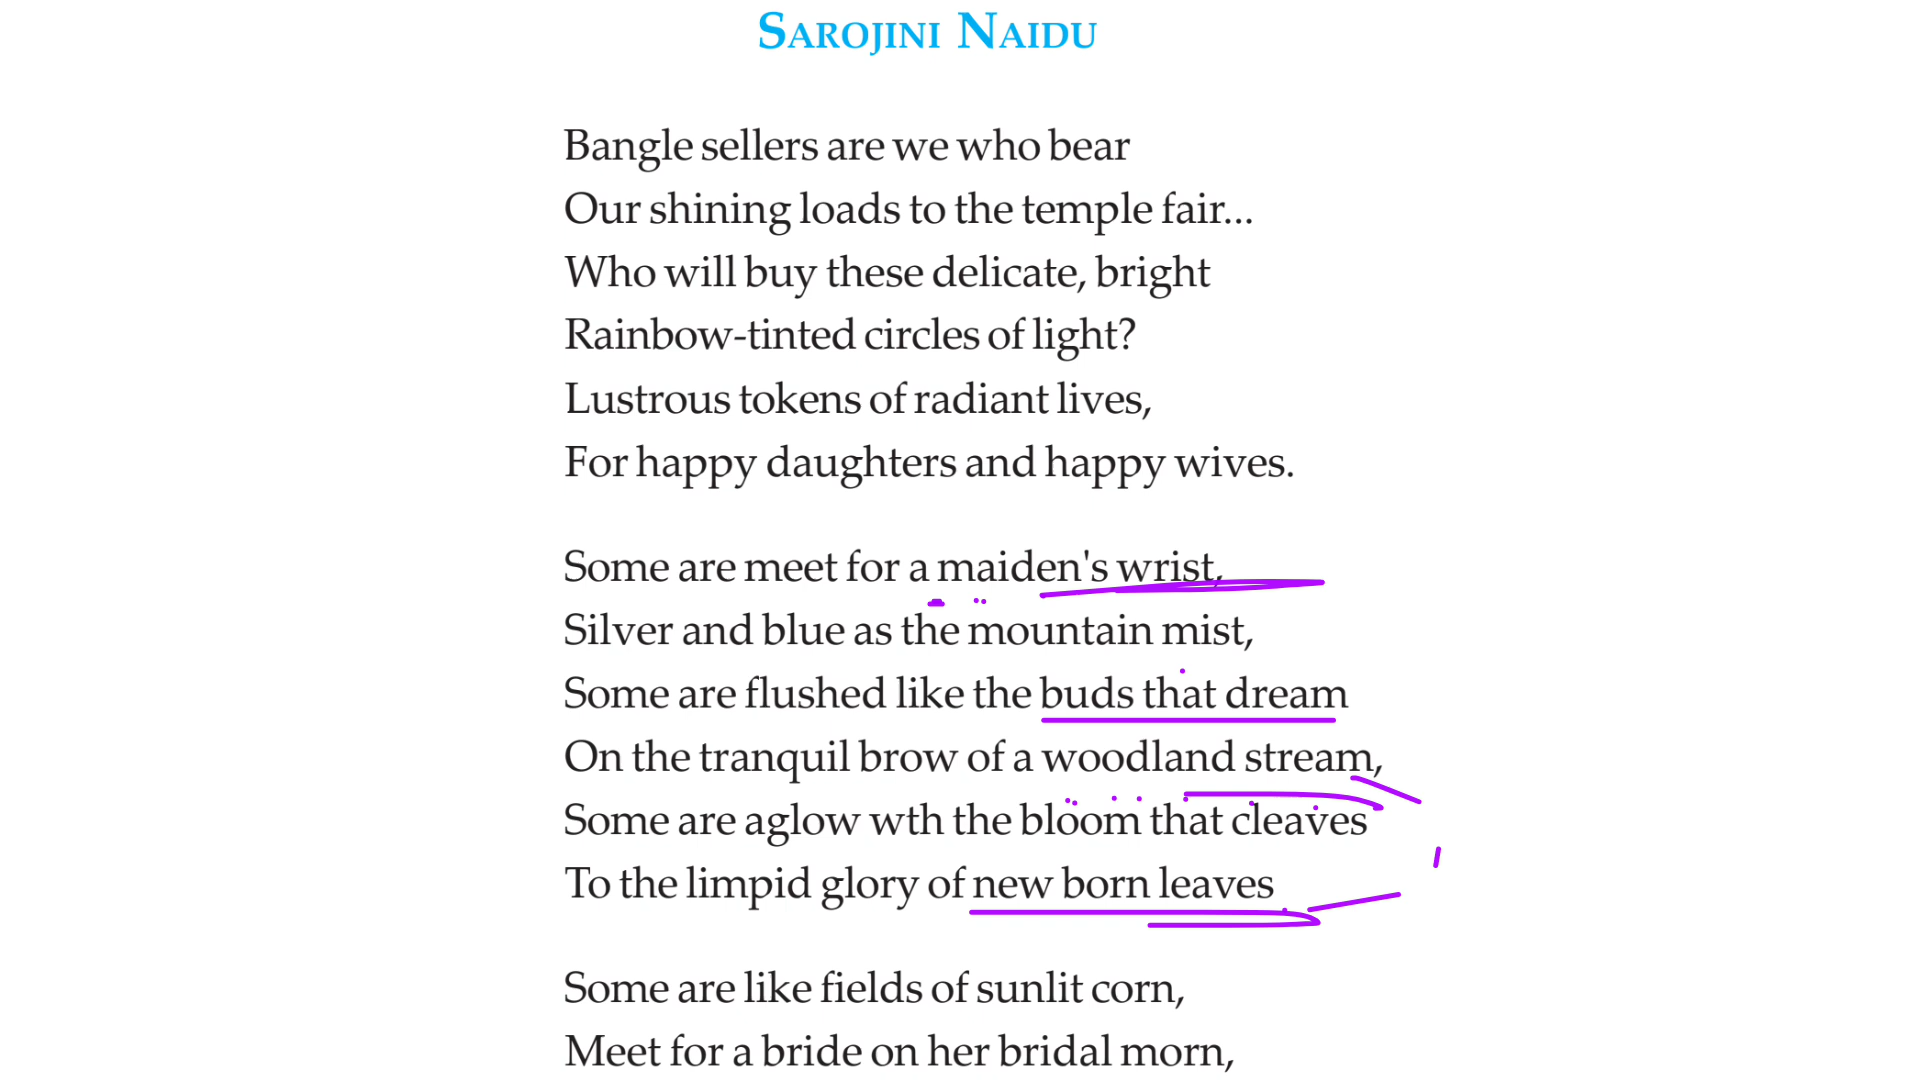 SAROJINI NAIDU
Bangle sellers are we who bear
Our shining loads to the temple fair...
Who will buy these delicate, bright
Rainbow-tinted circles of light?
Lustrous tokens of radiant lives,
For happy daughters and happy wives.
Some are meet for a maiden's wrist,
Silver and blue as the mountain mist,
Some are flushed like the buds that dream
On the tranquil brow of a woodland stream,
Some are aglow wth the bloom that cleaves
To the limpid glory of new born leaves
Some are like fields of sunlit corn,
Meet for a bride on her bridal morn,